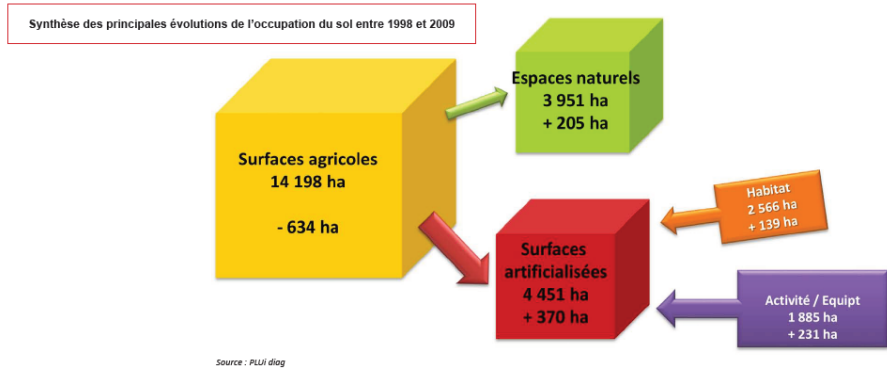 Synthèse des principales évolutions de l'occupation du sol entre 1998 et 2009
Espaces naturels
3 951 ha
+ 205 ha
Surfaces agricoles
14 198 ha
- 634 ha
Habitat
2 566 ha
+ 139 ha
Surfaces
artificialisées
4 451 ha
+ 370 ha
Activité / Equipt
1 885 ha
+ 231 ha
Source : PLUi diag